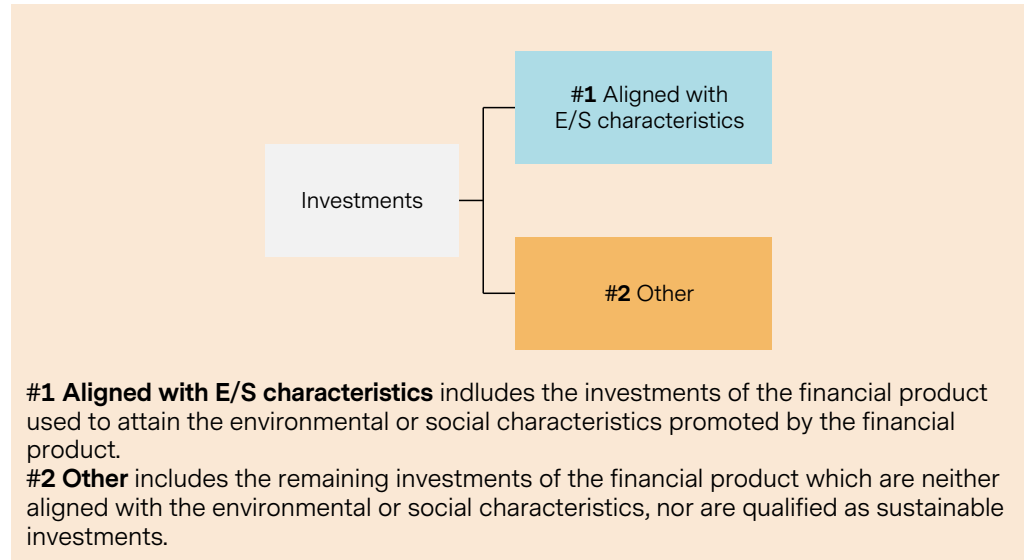 #1 Aligned with
E/S characteristics
Investments
#2 Other
#1 Aligned with E/S characteristics indludes the investments of the financial product
used to attain the environmental or social characteristics promoted by the financial
product.
#2 Other includes the remaining investments of the financial product which are neither
aligned with the environmental or social characteristics, nor are qualified as sustainable
investments.